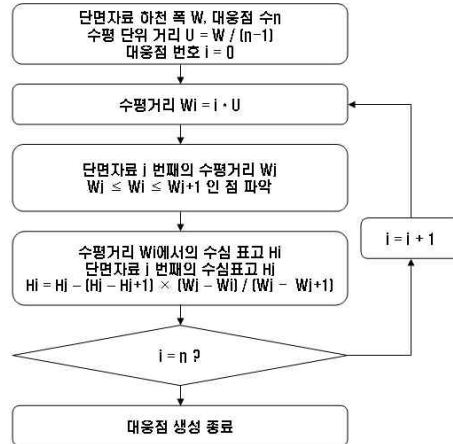 단면자료 하천 폭 W, 대응점 수n
수평 단위 거리 U = W / (n-1)
대응점 번호 i = 0
수평거리 Wi = i · U
단면자료 j 번째의 수평거리 Wj
Wj ≤ Wi ≤ Wj+1 인 점 파악
i = i + 1
수평거리 Wi에서의 수심 표고 Hi
단면자료 j 번째의 수심표고 Hj
Hi = Hj – (Hj – Hj+1) × (Wj – Wi) / (Wj – Wj+1)
i = n ?
대응점 생성 종료